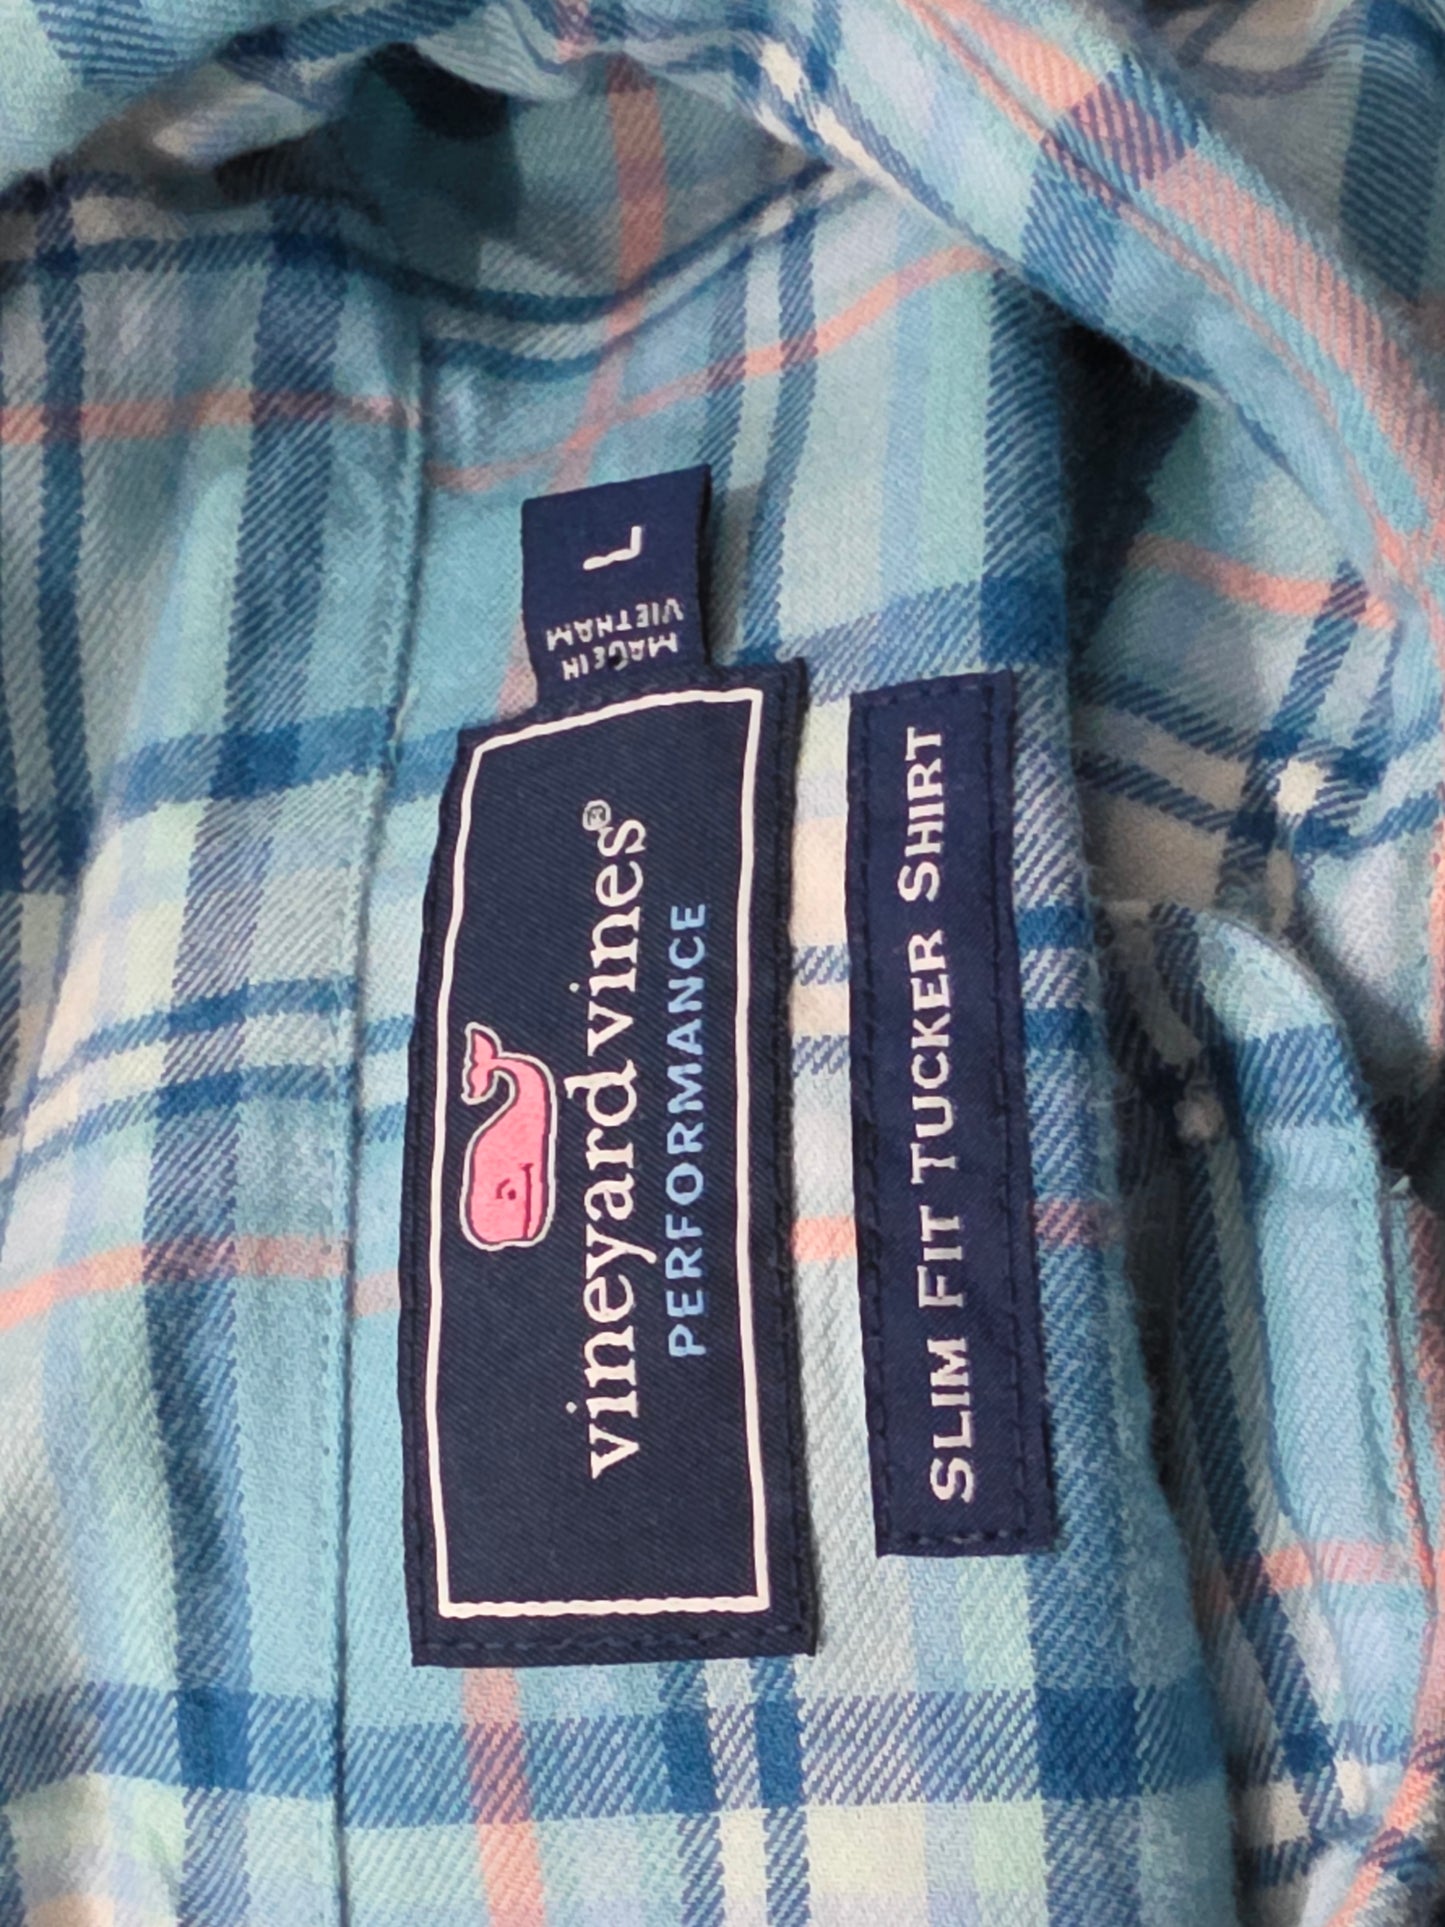 vineyard vines®
PERFORMANCE
L
MADE IN
VIETNAM
SLIM FIT TUCKER SHIRT